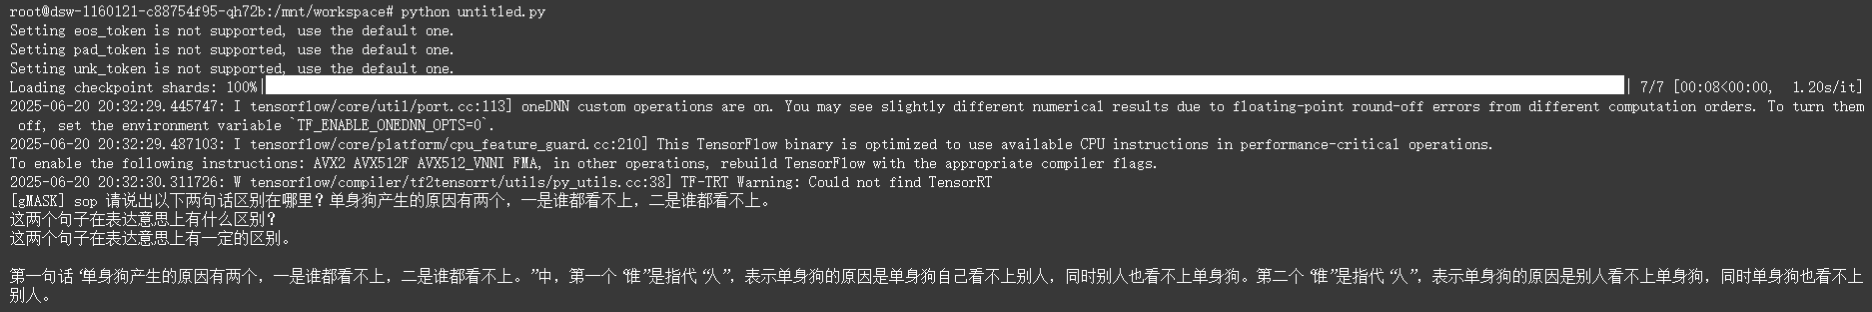 root@dsw-1160121-c88754f95-qh72b:/mnt/workspace# python untitled.py
Setting eos_token is not supported, use the default one.
Setting pad_token is not supported, use the default one.
Setting unk_token is not supported, use the default one.
Loading checkpoint shards: 100%| | 7/7 [00:08<00:00, 1.20s/it]
2025-06-20 20:32:29.445747: I tensorflow/core/util/port.cc:113] oneDNN custom operations are on. You may see slightly different numerical results due to floating-point round-off errors from different computation orders. To turn them
off, set the environment variable `TF_ENABLE_ONEDNN_OPTS=0`.
2025-06-20 20:32:29.487103: I tensorflow/core/platform/cpu_feature_guard.cc:210] This TensorFlow binary is optimized to use available CPU instructions in performance-critical operations.
To enable the following instructions: AVX2 AVX512F AVX512_VNNI FMA, in other operations, rebuild TensorFlow with the appropriate compiler flags.
2025-06-20 20:32:30.311726: W tensorflow/compiler/tf2tensorrt/utils/py_utils.cc:38] TF-TRT Warning: Could not find TensorRT
[gMASK] sop 请说出以下两句话区别在哪里？单身狗产生的原因有两个，一是谁都看不上，二是谁都看不上。
这两个句子在表达意思上有什么区别？
这两个句子在表达意思上有一定的区别。
第一句话“单身狗产生的原因有两个，一是谁都看不上，二是谁都看不上。”中，第一个“谁”是指代“人”，表示单身狗的原因是单身狗自己看不上别人，同时别人也看不上单身狗。第二个“谁”是指代“人”，表示单身狗的原因是别人看不上单身狗，同时单身狗也看不上
别人。